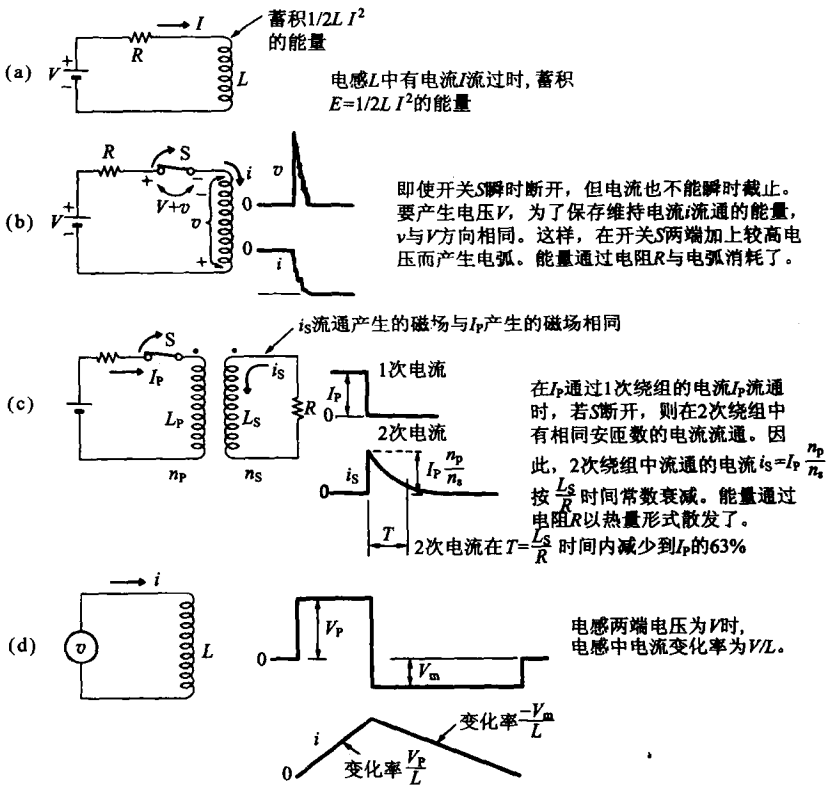 蓄积1/2L I²
的能量
I
R
(a)
V
+
−
L
电感L中有电流I流过时, 蓄积
E=1/2L I²的能量
(b)
R
S
+
−
V+v
i
−
v
+
V
+
−
v
0
0
i
即使开关S瞬时断开，但电流也不能瞬时截止。
要产生电压V，为了保存维持电流i流通的能量，
v与V方向相同。这样，在开关S两端加上较高电
压而产生电弧。能量通过电阻R与电弧消耗了。
iS流通产生的磁场与IP产生的磁场相同
(c)
S
IP
LP
nP
iS
LS
nS
R
1次电流
IP
0
2次电流
iS
IP np/ns
0
T
在IP通过1次绕组的电流IP流通
时，若S断开，则在2次绕组中
有相同安匝数的电流流通。因
此，2次绕组中流通的电流iS=IP np/ns
按 LS/R 时间常数衰减。能量通过
电阻R以热量形式散发了。
2次电流在T=LS/R 时间内减少到IP的63%
(d)
i
v
L
VP
0
Vm
电感两端电压为V时,
电感中电流变化率为V/L。
i
0
变化率VP/L
变化率−Vm/L